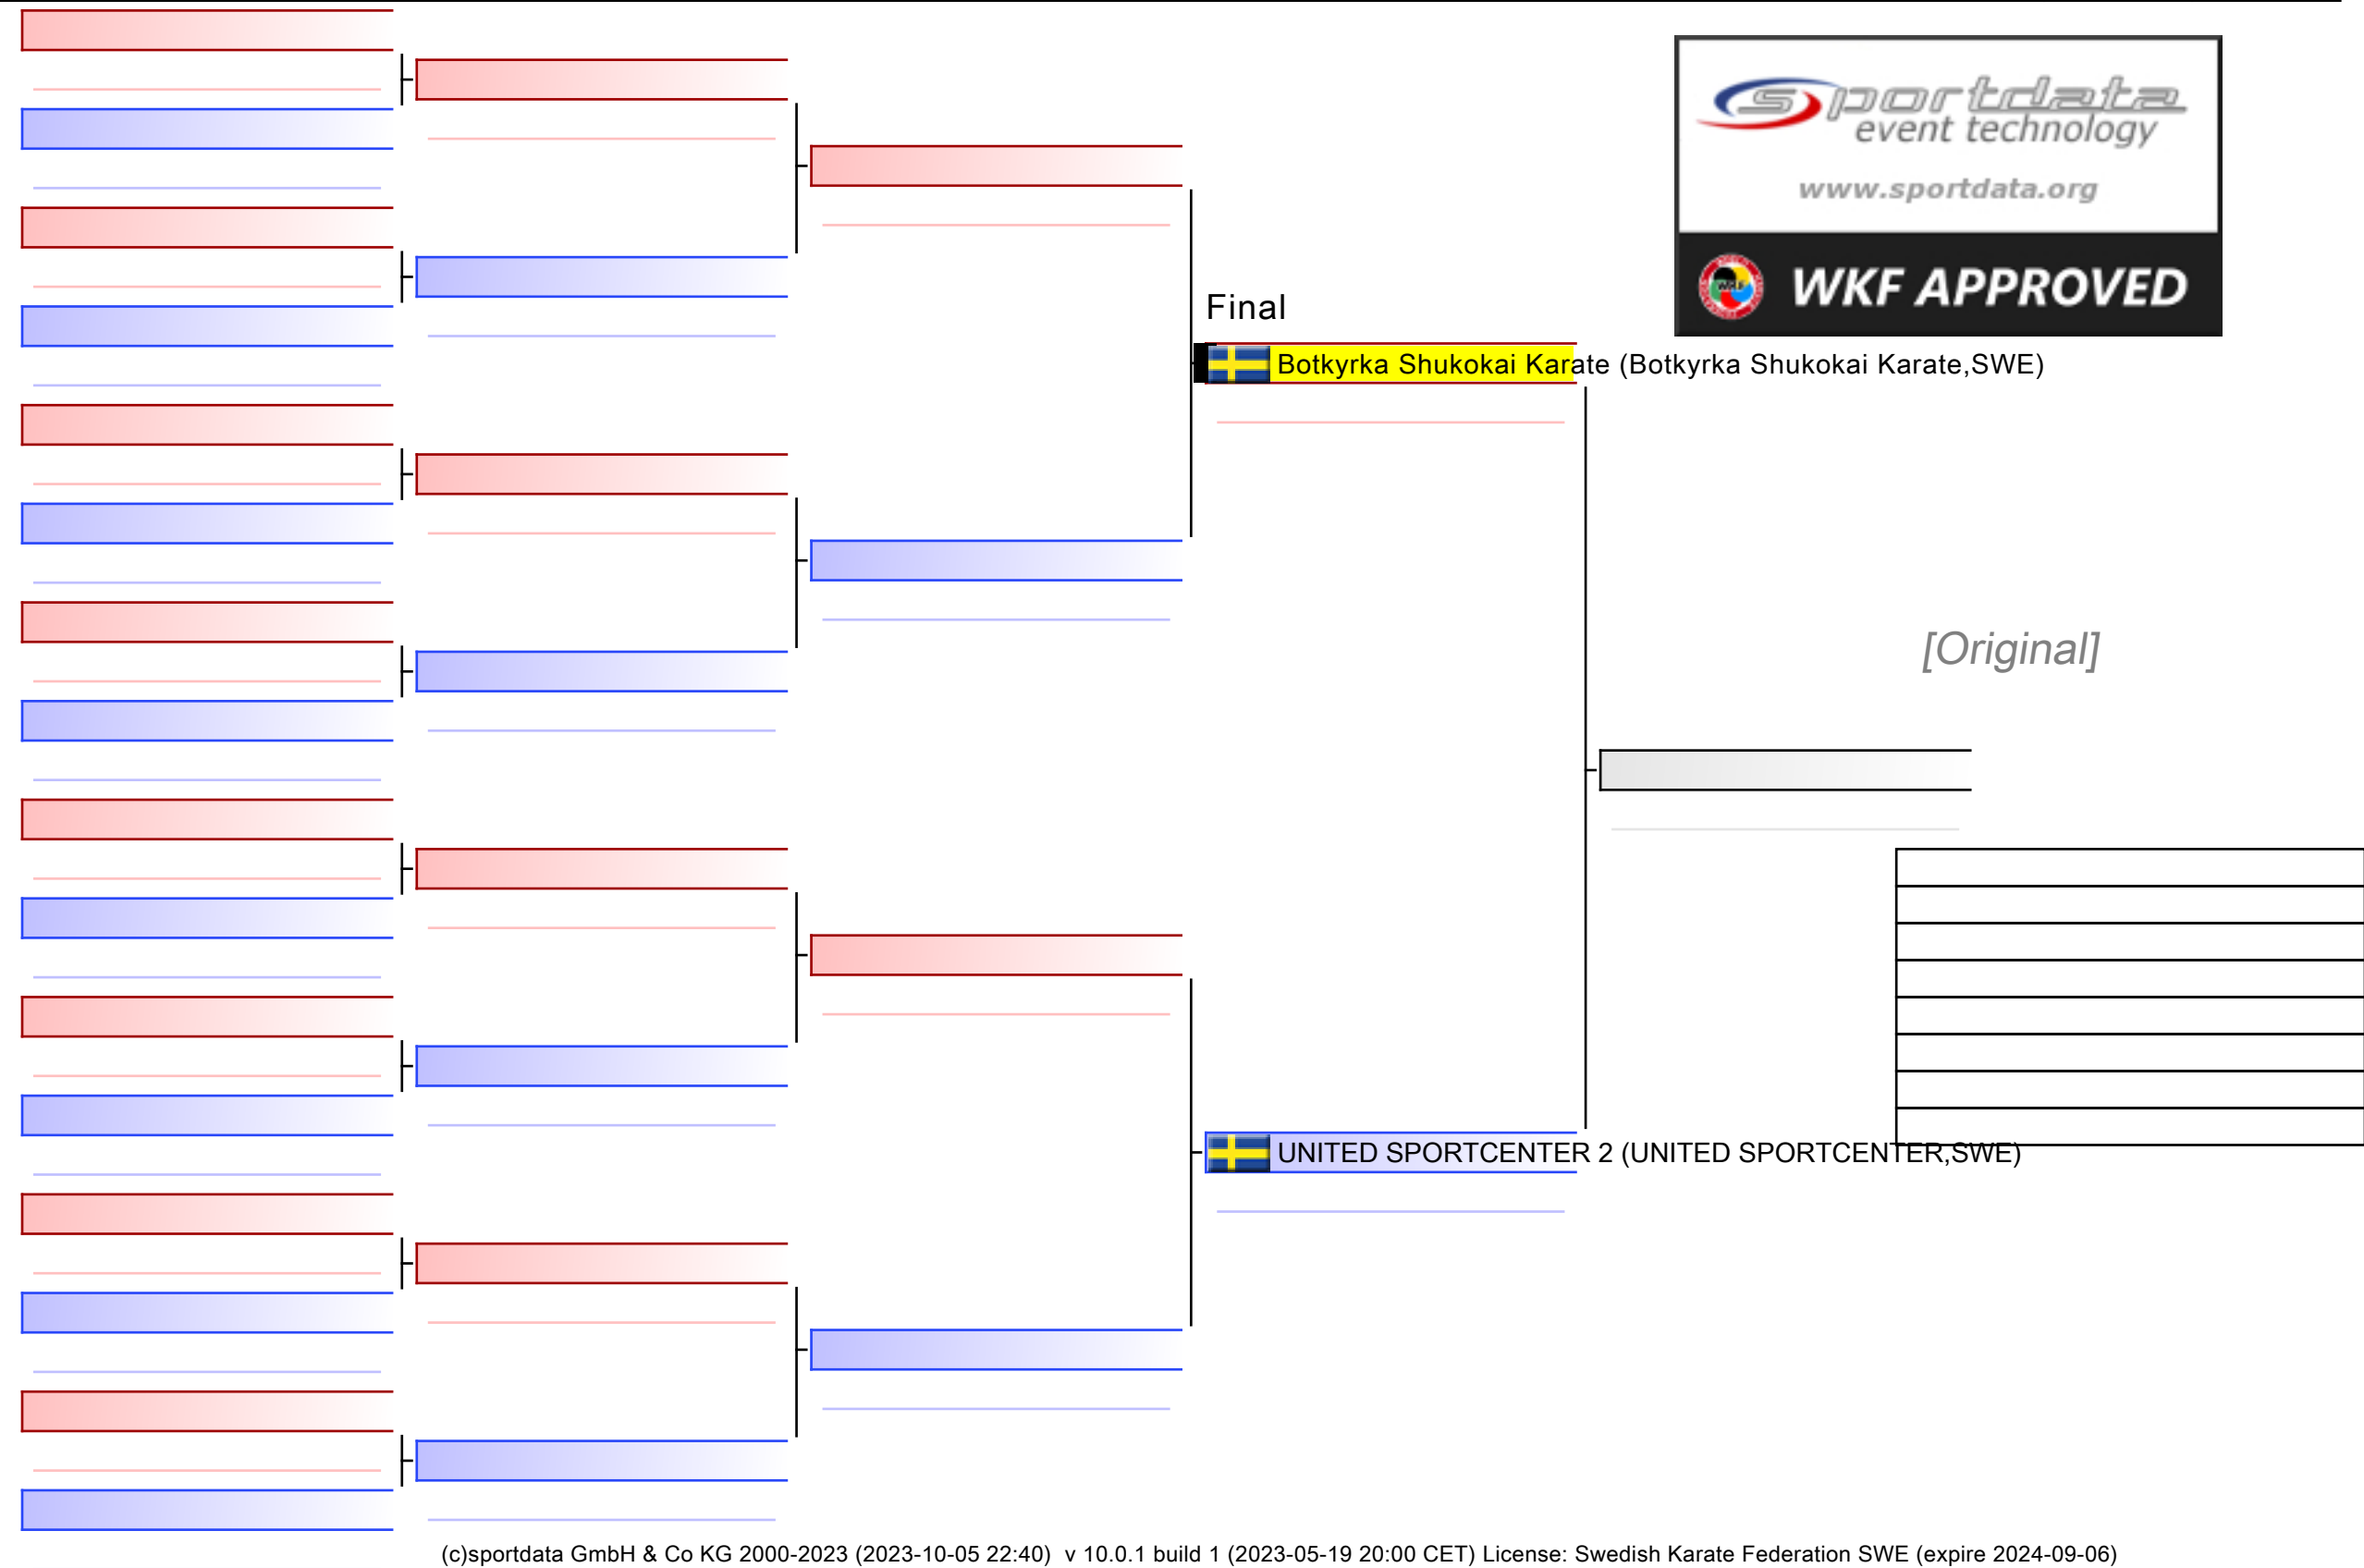 sportdata
event technology
www.sportdata.org
WKF APPROVED
Final
Botkyrka Shukokai Karate (Botkyrka Shukokai Karate,SWE)
[Original]
UNITED SPORTCENTER 2 (UNITED SPORTCENTER,SWE)
(c)sportdata GmbH & Co KG 2000-2023 (2023-10-05 22:40)  v 10.0.1 build 1 (2023-05-19 20:00 CET) License: Swedish Karate Federation SWE (expire 2024-09-06)